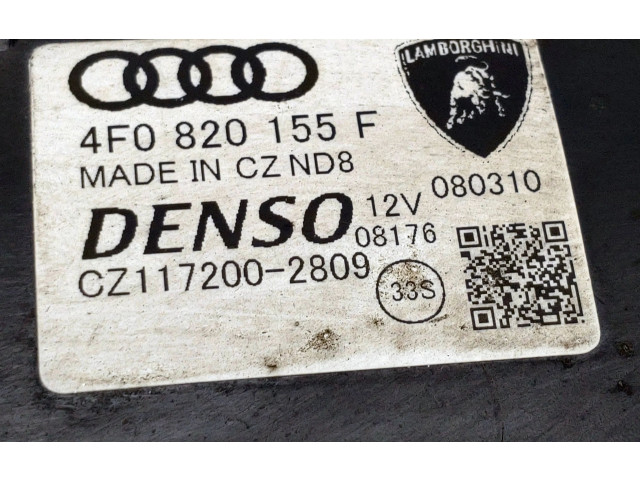 LAMBORGHINI
4F0 820 155 F
MADE IN CZ ND8
DENSO 12V 080310
08176
CZ117200-2809
33S